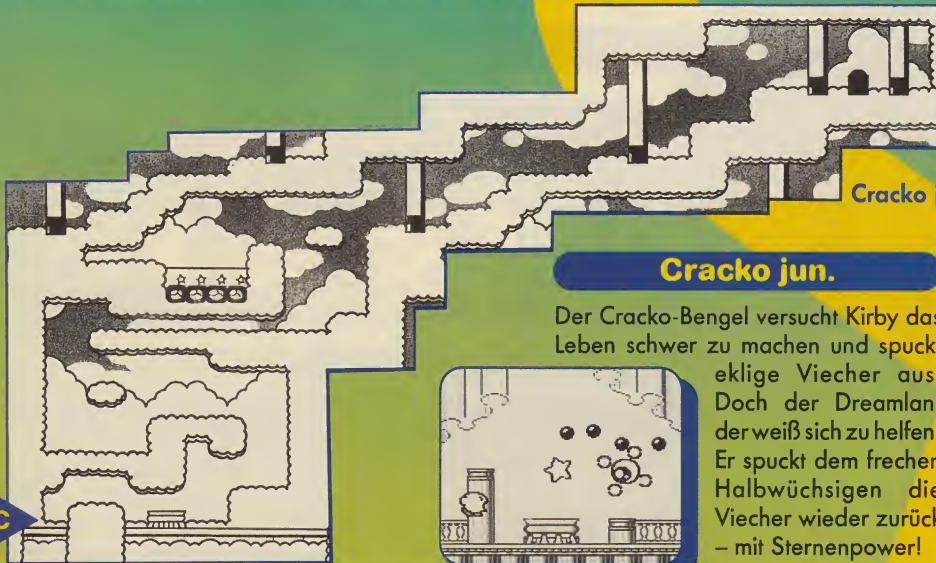 Cracko j
Cracko jun.
Der Cracko-Bengel versucht Kirby das
Leben schwer zu machen und spuck
eklige Viecher aus
Doch der Dreamlan
der weiß sich zu helfen
Er spuckt dem frechen
Halbwüchsigen die
Viecher wieder zurück
– mit Sternenpower!
C